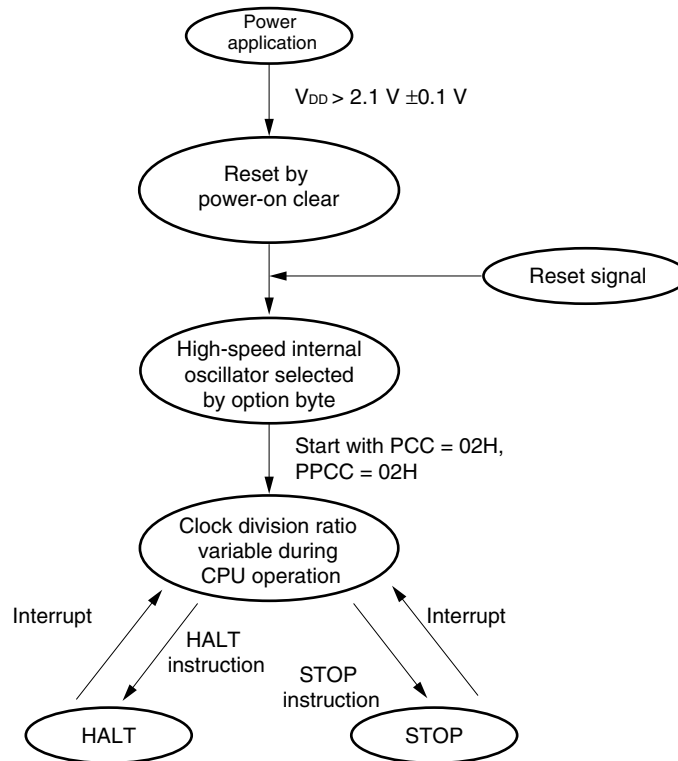 Power
application
VDD > 2.1 V ±0.1 V
Reset by
power-on clear
Reset signal
High-speed internal
oscillator selected
by option byte
Start with PCC = 02H,
PPCC = 02H
Clock division ratio
variable during
CPU operation
Interrupt
HALT
instruction
STOP
instruction
Interrupt
HALT
STOP